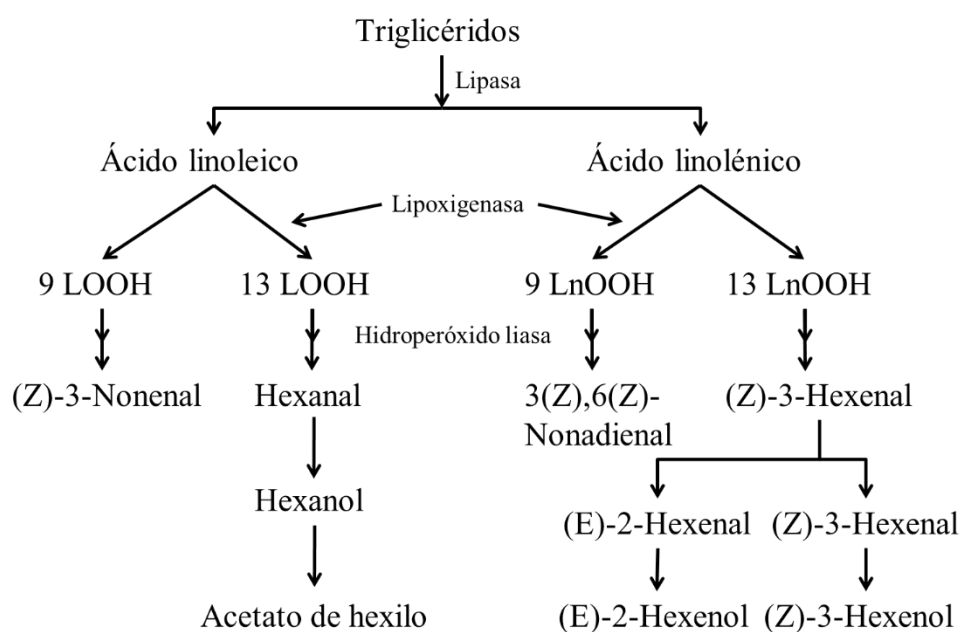 Triglicéridos
Lipasa
Ácido linoleico
Ácido linolénico
Lipoxigenasa
9 LOOH
13 LOOH
9 LnOOH
13 LnOOH
Hidroperóxido liasa
(Z)-3-Nonenal
Hexanal
3(Z),6(Z)-
Nonadienal
(Z)-3-Hexenal
Hexanol
(E)-2-Hexenal
(Z)-3-Hexenal
Acetato de hexilo
(E)-2-Hexenol
(Z)-3-Hexenol